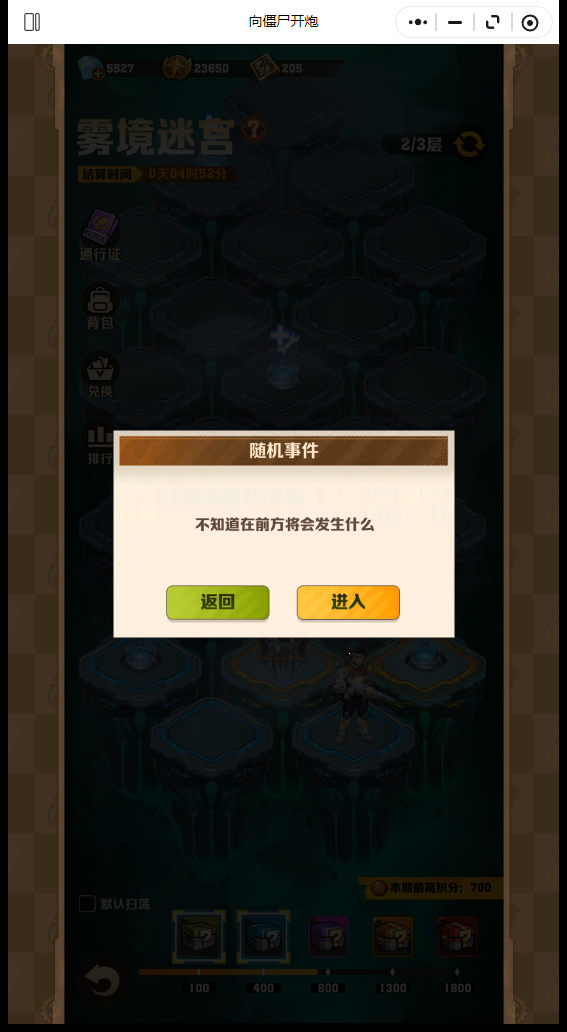 向僵尸开炮
5527
23650
205
雾境迷宫
?
2/3层
结算时间
0天04时52分
通行证
背包
兑换
排行
随机事件
不知道在前方将会发生什么
返回
进入
本期最高积分：700
默认扫荡
100
400
800
1300
1800